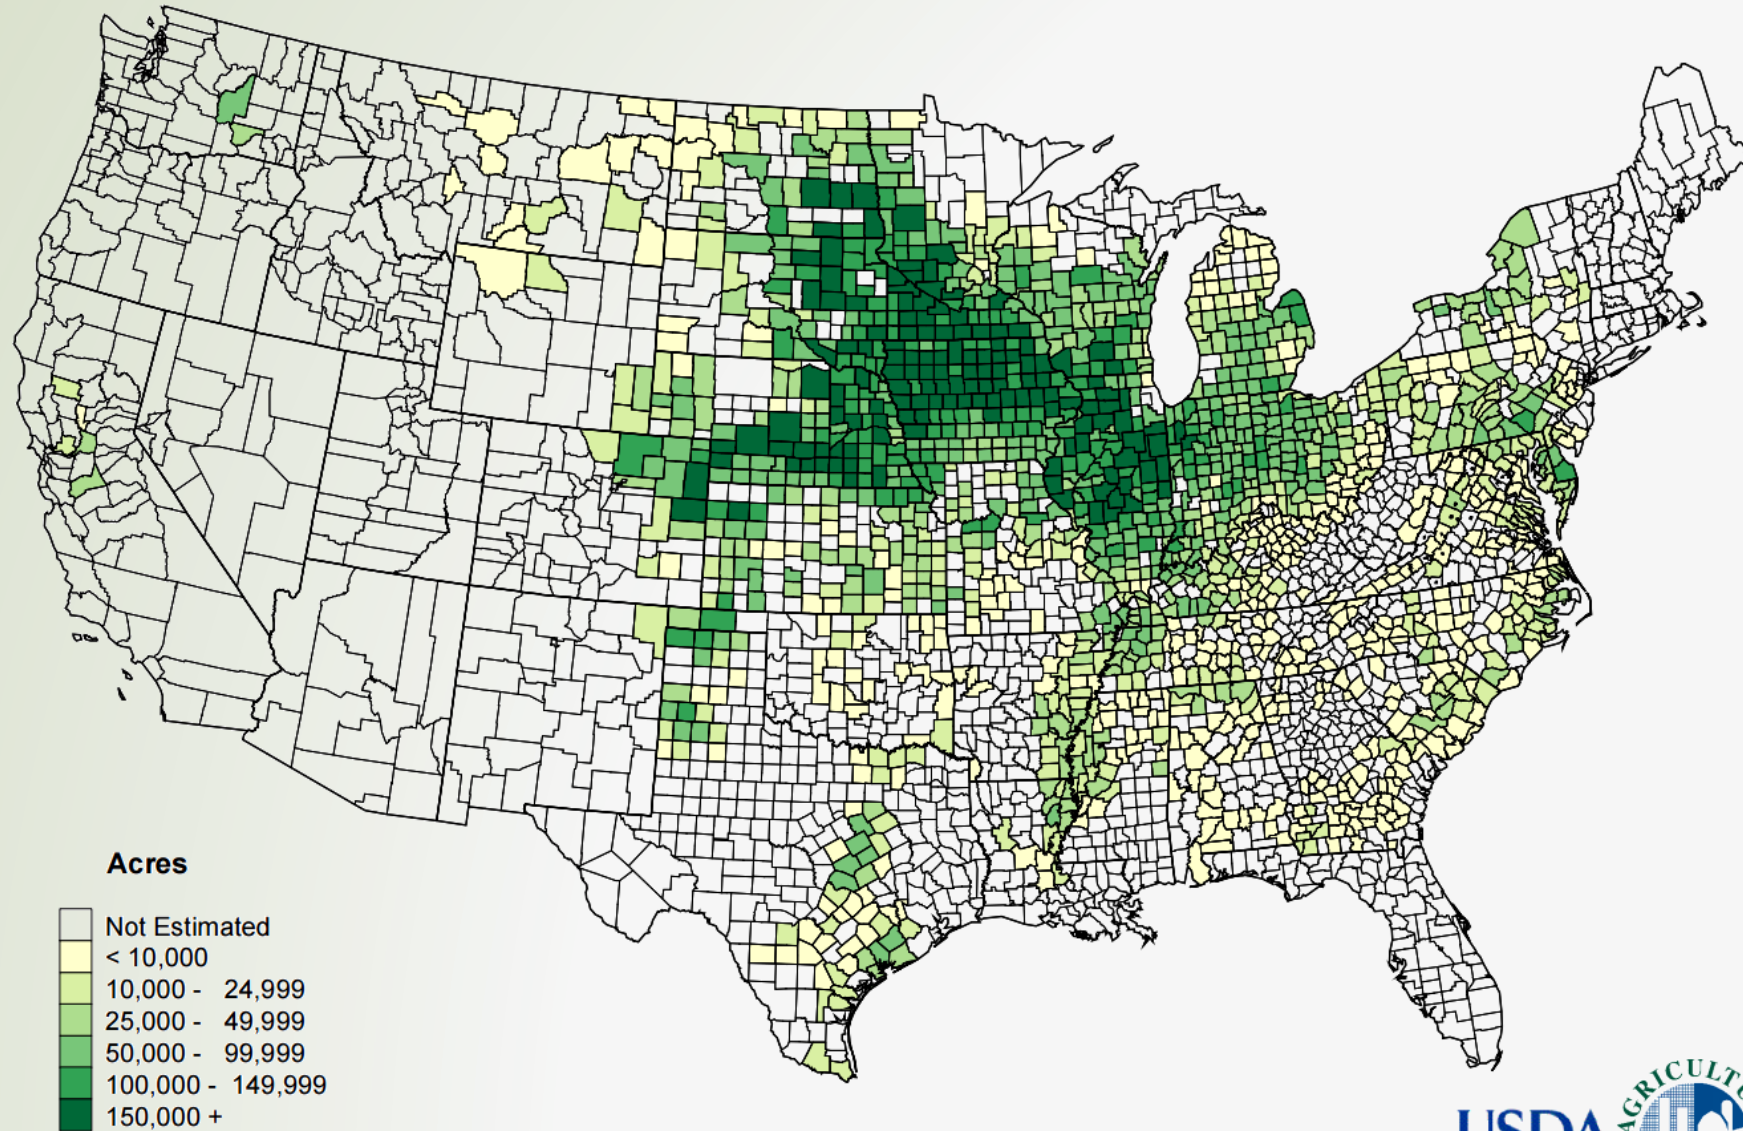 Acres
Not Estimated
< 10,000
10,000 - 24,999
25,000 - 49,999
50,000 - 99,999
100,000 - 149,999
150,000 +
USDA